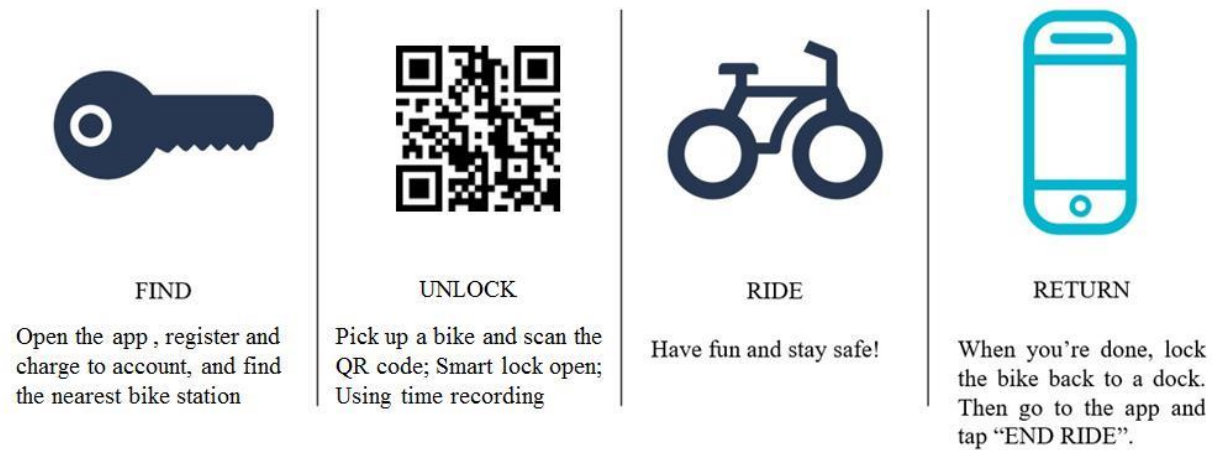 FIND
Open the app , register and
charge to account, and find
the nearest bike station
UNLOCK
Pick up a bike and scan the
QR code; Smart lock open;
Using time recording
RIDE
Have fun and stay safe!
RETURN
When you’re done, lock
the bike back to a dock.
Then go to the app and
tap “END RIDE”.